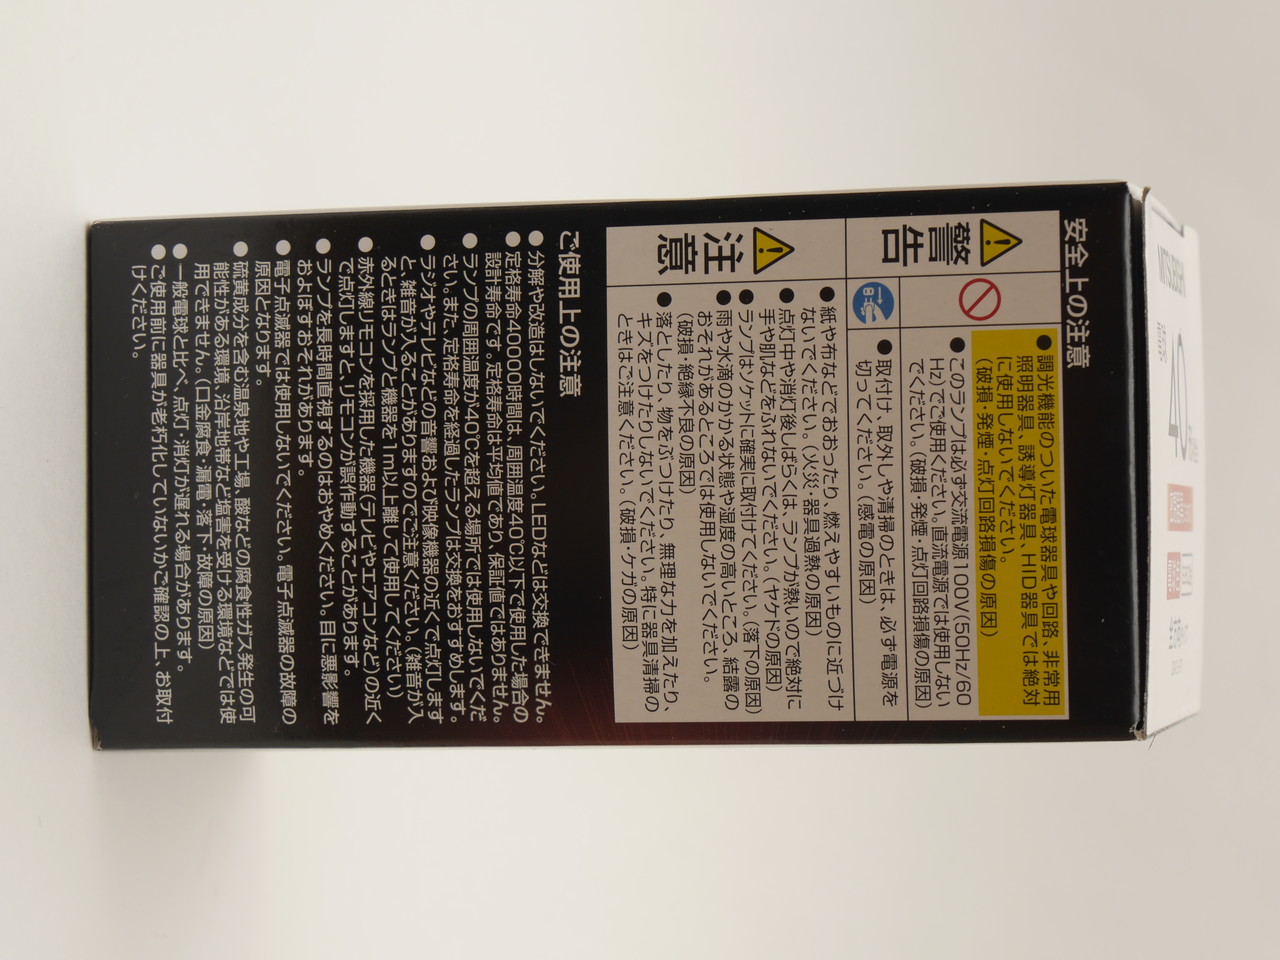 MITSUBISHI
40
安全上の注意
警告
●調光機能のついた電球器具や回路、非常用
照明器具、誘導灯器具、HID器具では絶対
に使用しないでください。
(破損・発煙・点灯回路損傷の原因)
●このランプは必ず交流電源100V(50Hz/60
Hz)でご使用ください。直流電源では使用しない
でください。(破損・発煙・点灯回路損傷の原因)
●取付け、取外しや清掃のときは、必ず電源を
切ってください。(感電の原因)
注意
●紙や布などでおおったり、燃えやすいものに近づけ
ないでください。(火災・器具過熱の原因)
●点灯中や消灯後しばらくは、ランプが熱いので絶対に
手や肌などをふれないでください。(ヤケドの原因)
●ランプはソケットに確実に取付けてください。(落下の原因)
●雨や水滴のかかる状態や湿度の高いところ、結露の
おそれがあるところでは使用しないでください。
(破損・絶縁不良の原因)
●落としたり、物をぶつけたり、無理な力を加えたり、
キズをつけたりしないでください。特に器具清掃の
ときはご注意ください。(破損・ケガの原因)
ご使用上の注意
●分解や改造はしないでください。LEDなどは交換できません。
●定格寿命40000時間は、周囲温度40℃以下で使用した場合の
設計寿命です。定格寿命は平均値であり、保証値ではありません。
●ランプの周囲温度が40℃を超える場所では使用しないでくだ
さい。また、定格寿命を経過したランプは交換をおすすめします。
●ラジオやテレビなどの音響および映像機器の近くで点灯します
と、雑音が入ることがありますのでご注意ください。(雑音が入
るときはランプと機器を1m以上離して使用してください)
●赤外線リモコンを採用した機器(テレビやエアコンなど)の近く
で点灯しますと、リモコンが誤作動することがあります。
●ランプを長時間直視するのはおやめください。目に悪影響を
およぼすおそれがあります。
●電子点滅器では使用しないでください。電子点滅器の故障の
原因となります。
●硫黄成分を含む温泉地や工場、酸などの腐食性ガス発生の可
能性がある環境、沿岸地帯など塩害を受ける環境などでは使
用できません。(口金腐食・漏電・落下・故障の原因)
●一般電球と比べ、点灯・消灯が遅れる場合があります。
●ご使用前に器具が老朽化していないかご確認の上、お取付
けください。